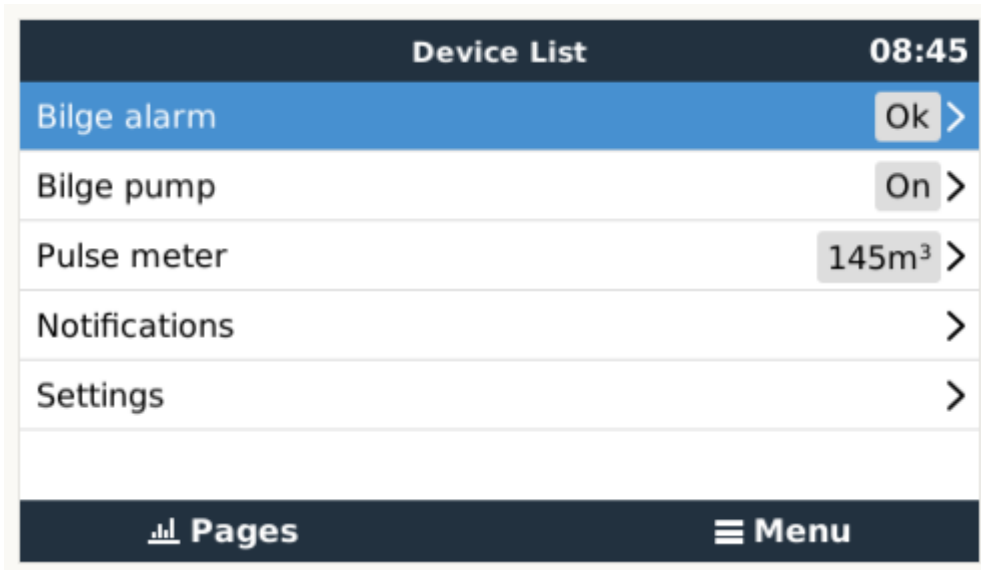 Device List 08:45
Bilge alarm Ok
Bilge pump On
Pulse meter 145m³
Notifications
Settings
Pages Menu